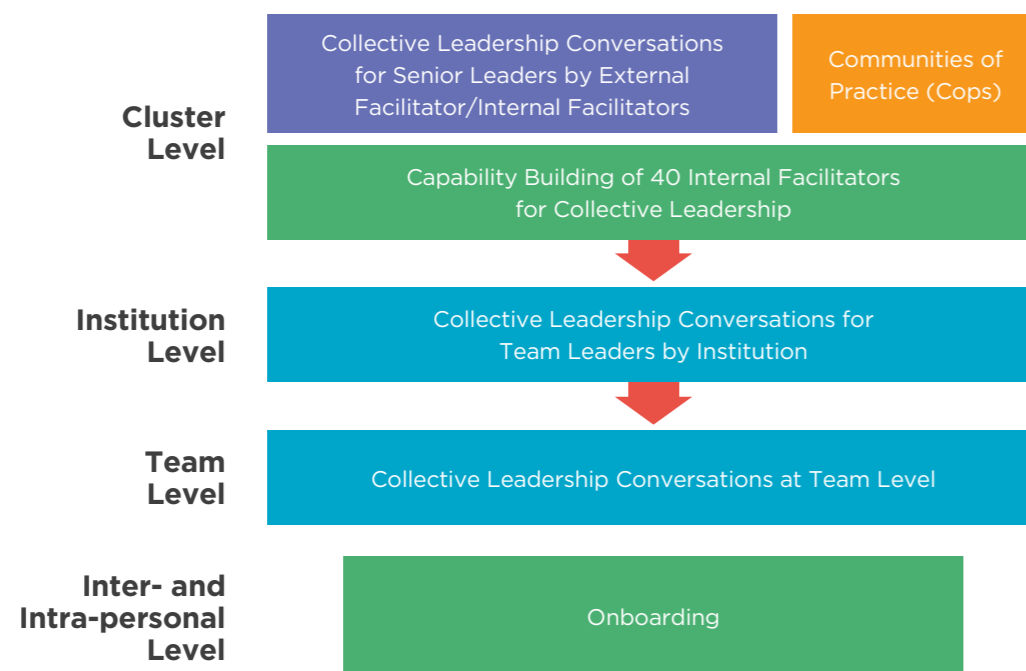 Cluster
Level
Collective Leadership Conversations
for Senior Leaders by External
Facilitator/Internal Facilitators
Communities of
Practice (Cops)
Capability Building of 40 Internal Facilitators
for Collective Leadership
Institution
Level
Collective Leadership Conversations for
Team Leaders by Institution
Team
Level
Collective Leadership Conversations at Team Level
Inter- and
Intra-personal
Level
Onboarding